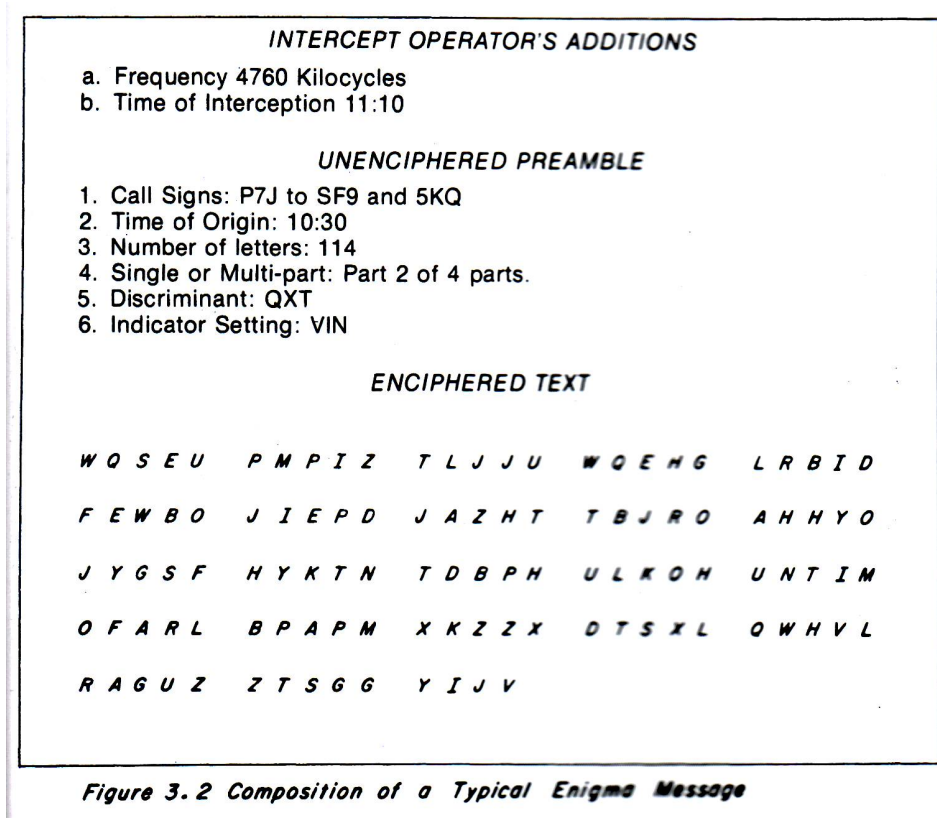 INTERCEPT OPERATOR'S ADDITIONS
a. Frequency 4760 Kilocycles
b. Time of Interception 11:10
UNENCIPHERED PREAMBLE
1. Call Signs: P7J to SF9 and 5KQ
2. Time of Origin: 10:30
3. Number of letters: 114
4. Single or Multi-part: Part 2 of 4 parts.
5. Discriminant: QXT
6. Indicator Setting: VIN
ENCIPHERED TEXT
W Q S E U P M P I Z T L J J U W Q E H G L R B I D
F E W B O J I E P D J A Z H T T B J R O A H H Y O
J Y G S F H Y K T N T D B P H U L K O H U N T I M
O F A R L B P A P M X K Z Z X D T S X L Q W H V L
R A G U Z Z T S G G Y I J V
Figure 3.2 Composition of a Typical Enigma Message